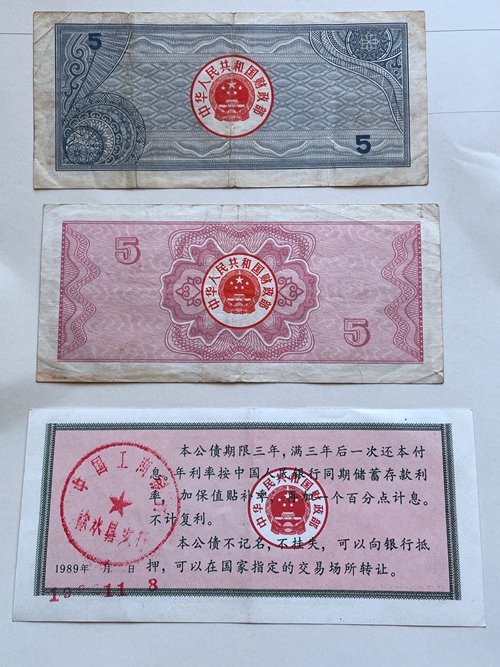 5
中华人民共和国财政部
5
5
中华人民共和国财政部
5
本公债期限三年，满三年后一次还本付
息。年利率按中国人民银行同期储蓄存款利
率，加保值贴补率，再加一个百分点计息。
不计复利。
本公债不记名，不挂失，可以向银行抵
押，可以在国家指定的交易场所转让。
中华人民共和国财政部
中国工商
徐水县支行
1989年 月 日
11 8